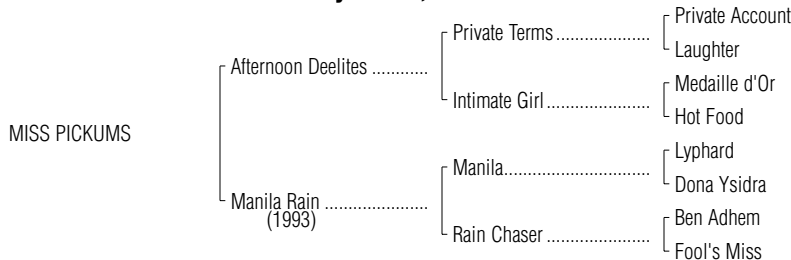 Private Account
Private Terms.....................
Laughter
Afternoon Deelites ............
Medaille d'Or
Intimate Girl.......................
Hot Food
MISS PICKUMS
Lyphard
Manila.................................
Dona Ysidra
Manila Rain .......................
(1993)
Ben Adhem
Rain Chaser .......................
Fool's Miss